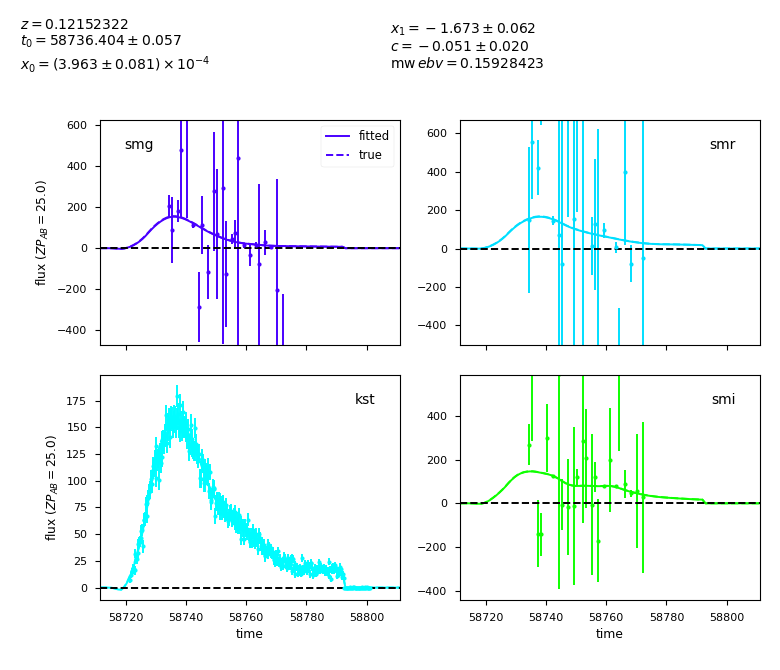 z = 0.12152322
t₀ = 58736.404 ± 0.057
x₀ = (3.963 ± 0.081) × 10⁻⁴
x₁ = −1.673 ± 0.062
c = −0.051 ± 0.020
mw ebv = 0.15928423
smg
fitted
true
600
400
200
0
−200
−400
flux (ZP_AB = 25.0)
smr
600
400
200
0
−200
−400
kst
175
150
125
100
75
50
25
0
flux (ZP_AB = 25.0)
58720 58740 58760 58780 58800
time
smi
400
200
0
−200
−400
58720 58740 58760 58780 58800
time